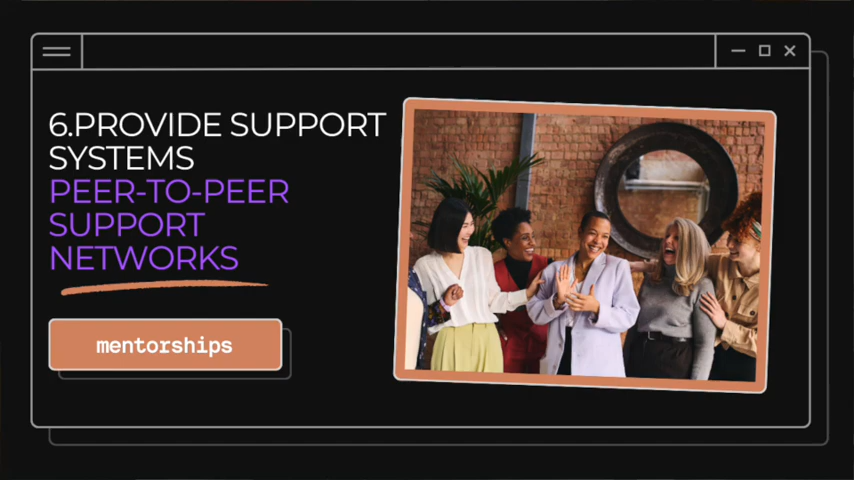 6.PROVIDE SUPPORT
SYSTEMS
PEER-TO-PEER
SUPPORT
NETWORKS
mentorships